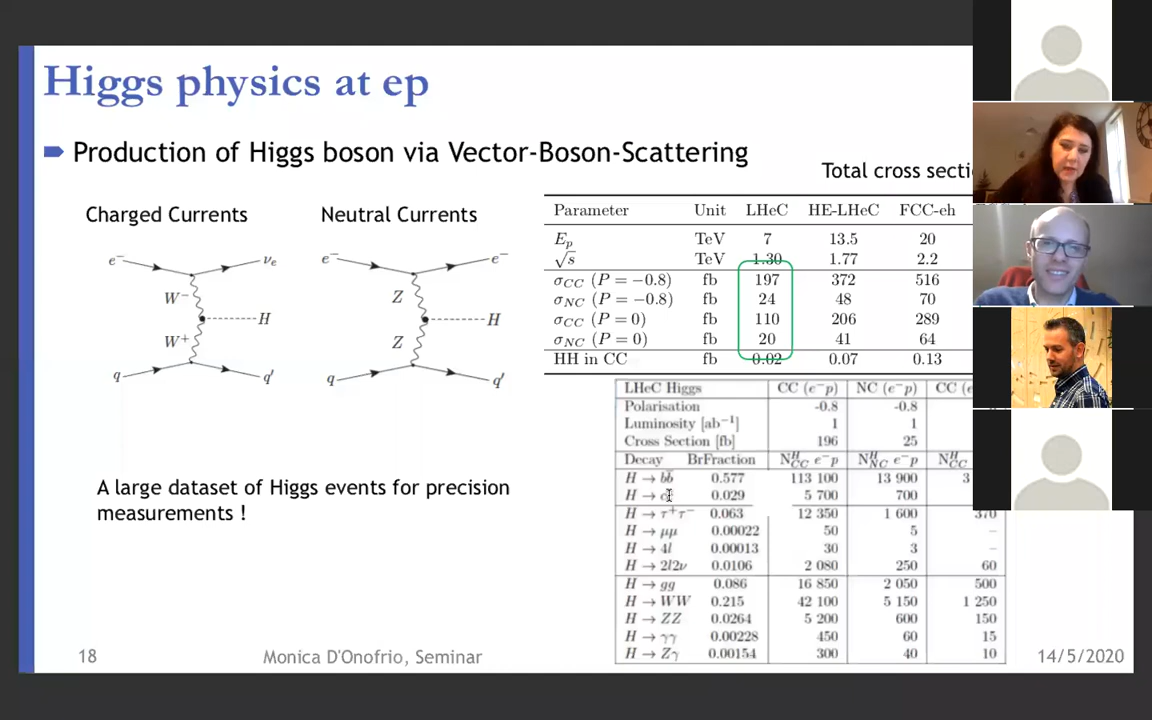 Higgs physics at ep
Production of Higgs boson via Vector-Boson-Scattering
Total cross secti
Charged Currents
Neutral Currents
e⁻ νₑ
W⁻
H
W⁺
q q'
e⁻ e⁻
Z
H
Z
q q'
Parameter Unit LHeC HE-LHeC FCC-eh
Eₚ TeV 7 13.5 20
√s TeV 1.30 1.77 2.2
σCC (P = −0.8) fb 197 372 516
σNC (P = −0.8) fb 24 48 70
σCC (P = 0) fb 110 206 289
σNC (P = 0) fb 20 41 64
HH in CC fb 0.02 0.07 0.13
LHeC Higgs CC (e⁻p) NC (e⁻p) CC
Polarisation -0.8 -0.8
Luminosity [ab⁻¹] 1 1
Cross Section [fb] 196 25
Decay BrFraction N^H_CC e⁻p N^H_NC e⁻p N^H_CC
H → bb̄ 0.577 113 100 13 900 3
H → c 0.029 5 700 700
H → τ⁺τ⁻ 0.063 12 350 1 600 370
H → μμ 0.00022 50 5 –
H → 4l 0.00013 30 3 –
H → 2l2ν 0.0106 2 080 250 60
H → gg 0.086 16 850 2 050 500
H → WW 0.215 42 100 5 150 1 250
H → ZZ 0.0264 5 200 600 150
H → γγ 0.00228 450 60 15
H → Zγ 0.00154 300 40 10
A large dataset of Higgs events for precision
measurements !
18 Monica D'Onofrio, Seminar 14/5/2020